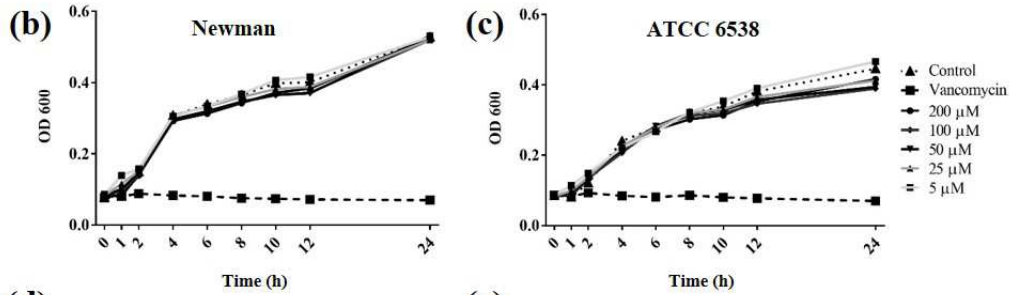 (b)
Newman
OD 600
0.6
0.4
0.2
0.0
0 1 2 4 6 8 10 12 24
Time (h)
(c)
ATCC 6538
OD 600
0.6
0.4
0.2
0.0
0 1 2 4 6 8 10 12 24
Time (h)
Control
Vancomycin
200 µM
100 µM
50 µM
25 µM
5 µM